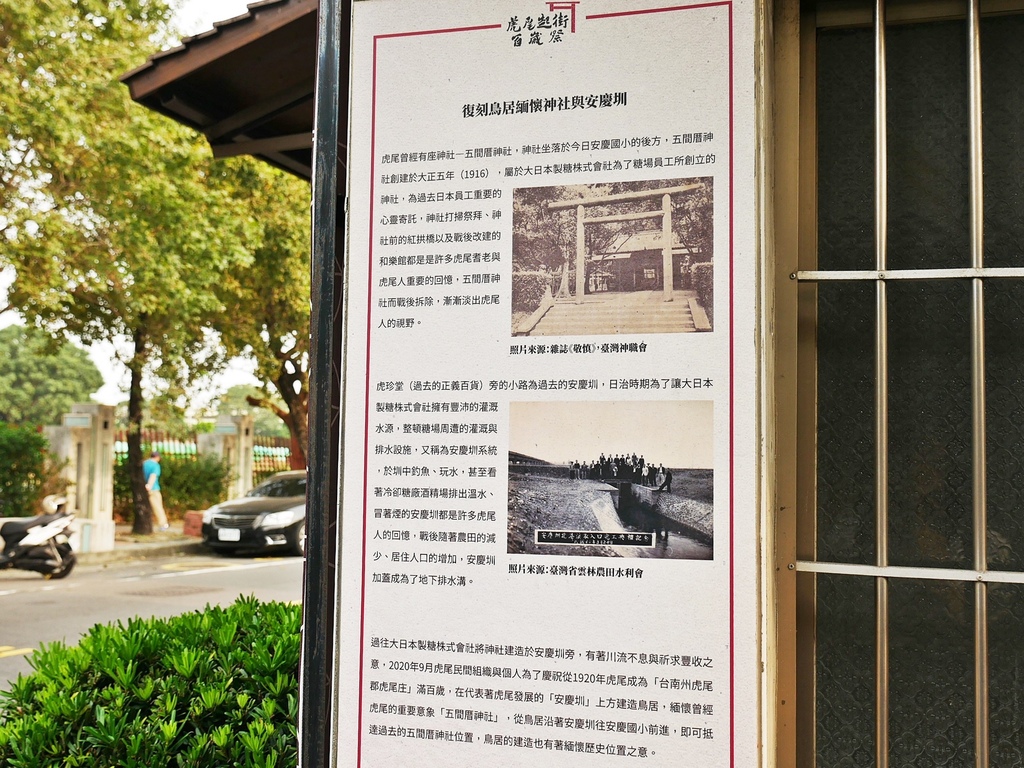 虎尾起街
百歲祭
復刻鳥居緬懷神社與安慶圳
虎尾曾經有座神社—五間厝神社，神社坐落於今日安慶國小的後方，五間厝神
社創建於大正五年（1916），屬於大日本製糖株式會社為了糖場員工所創立的
神社，為過去日本員工重要的
心靈寄託，神社打掃祭拜、神
社前的紅拱橋以及戰後改建的
和樂館都是是許多虎尾耆老與
虎尾人重要的回憶，五間厝神
社而戰後拆除，漸漸淡出虎尾
人的視野。
照片來源：雜誌《敬慎》，臺灣神職會
虎珍堂（過去的正義百貨）旁的小路為過去的安慶圳，日治時期為了讓大日本
製糖株式會社擁有豐沛的灌溉
水源，整頓糖場周遭的灌溉與
排水設施，又稱為安慶圳系統
，於圳中釣魚、玩水，甚至看
著冷卻糖廠酒精場排出溫水、
冒著煙的安慶圳都是許多虎尾
人的回憶，戰後隨著農田的減
少、居住人口的增加，安慶圳
加蓋成為了地下排水溝。
照片來源：臺灣省雲林農田水利會
過往大日本製糖株式會社將神社建造於安慶圳旁，有著川流不息與祈求豐收之
意，2020年9月虎尾民間組織與個人為了慶祝從1920年虎尾成為「台南州虎尾
郡虎尾庄」滿百歲，在代表著虎尾發展的「安慶圳」上方建造鳥居，緬懷曾經
虎尾的重要意象「五間厝神社」，從鳥居沿著安慶圳往安慶國小前進，即可抵
達過去的五間厝神社位置，鳥居的建造也有著緬懷歷史位置之意。